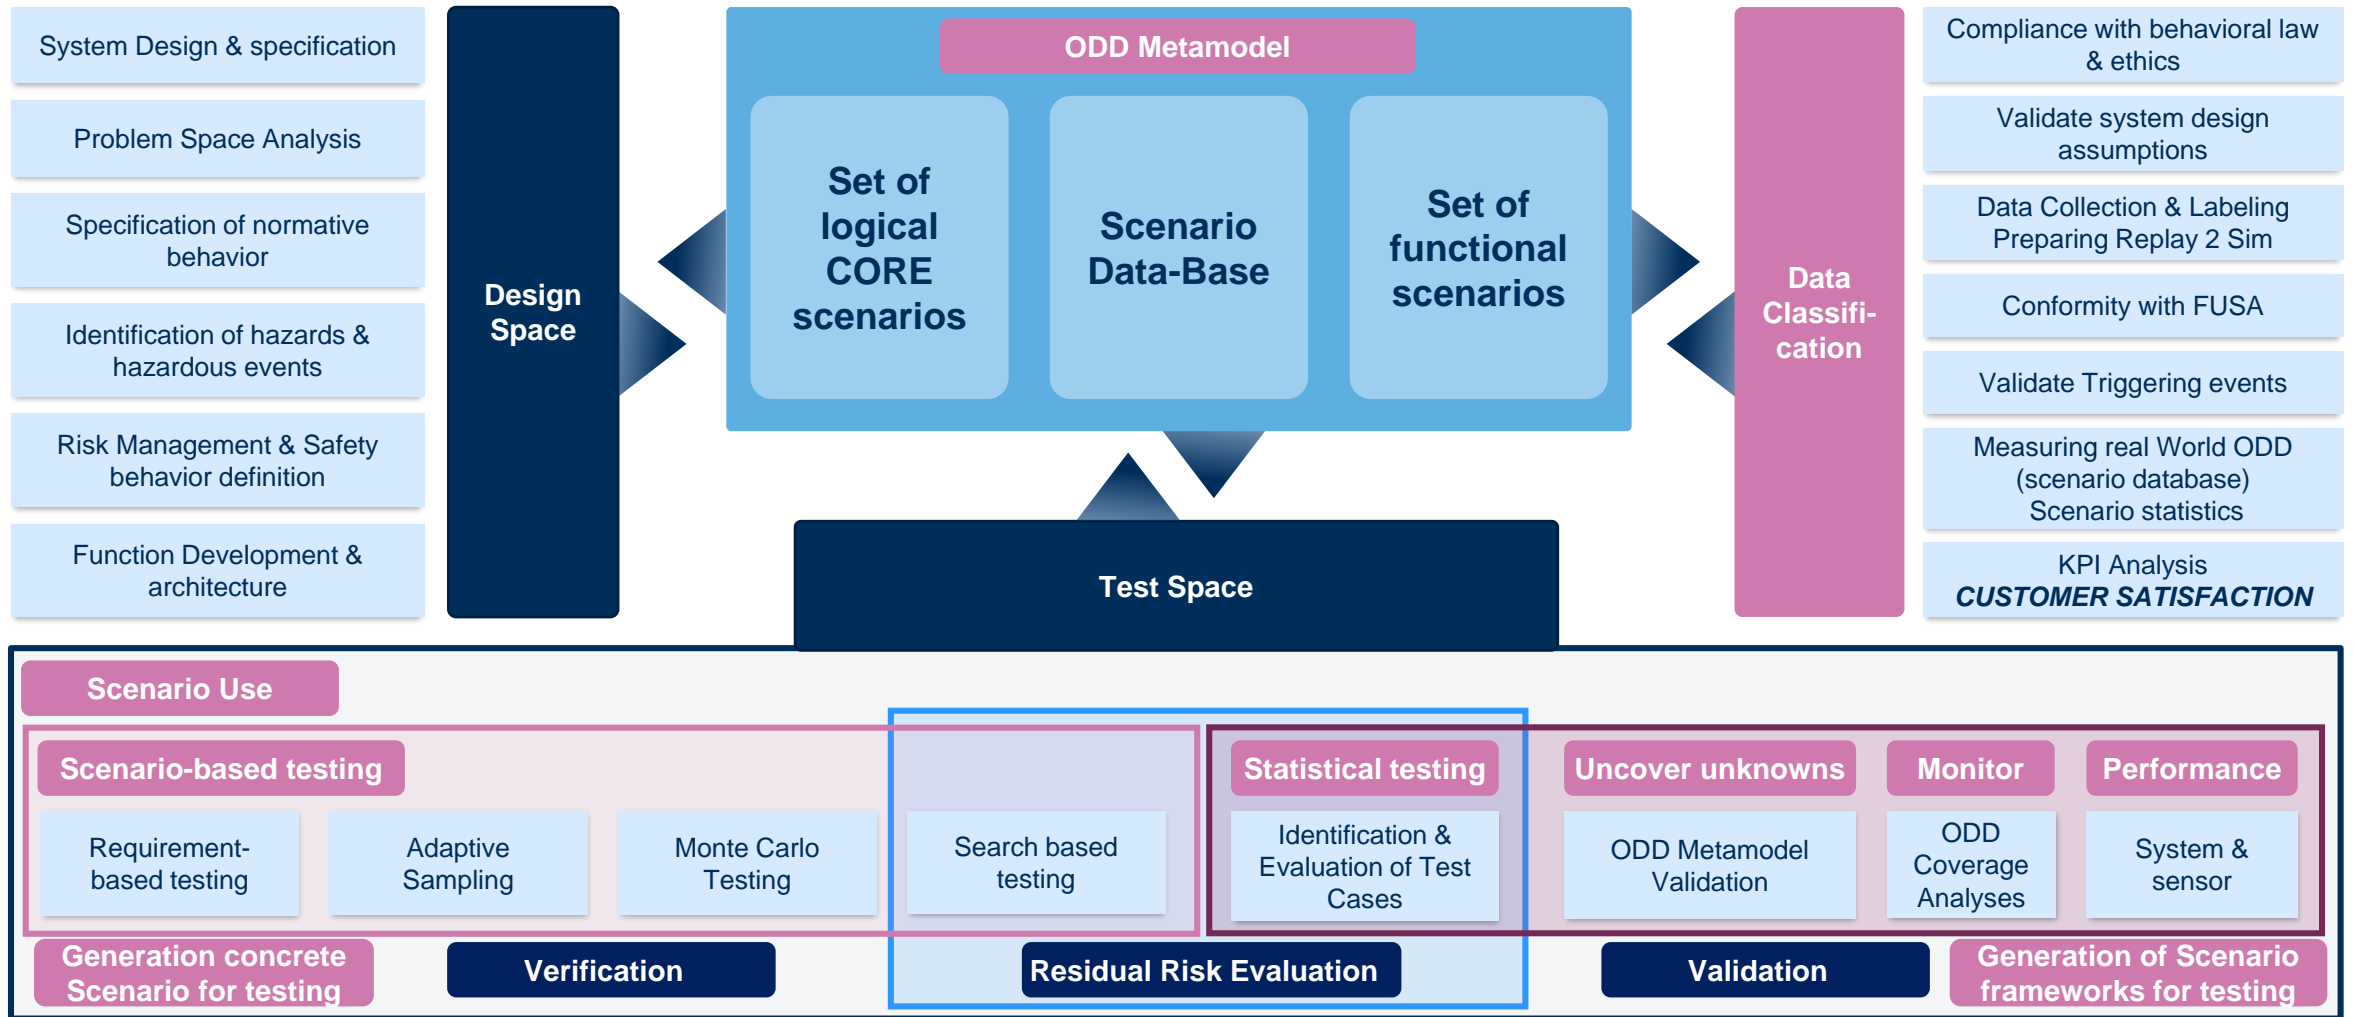 System Design & specification
Problem Space Analysis
Specification of normative
behavior
Identification of hazards &
hazardous events
Risk Management & Safety
behavior definition
Function Development &
architecture
Design
Space
ODD Metamodel
Set of
logical
CORE
scenarios
Scenario
Data-Base
Set of
functional
scenarios
Data
Classifi-
cation
Compliance with behavioral law
& ethics
Validate system design
assumptions
Data Collection & Labeling
Preparing Replay 2 Sim
Conformity with FUSA
Validate Triggering events
Measuring real World ODD
(scenario database)
Scenario statistics
KPI Analysis
CUSTOMER SATISFACTION
Test Space
Scenario Use
Scenario-based testing
Requirement-
based testing
Adaptive
Sampling
Monte Carlo
Testing
Search based
testing
Statistical testing
Identification &
Evaluation of Test
Cases
Uncover unknowns
ODD Metamodel
Validation
Monitor
ODD
Coverage
Analyses
Performance
System &
sensor
Generation concrete
Scenario for testing
Verification
Residual Risk Evaluation
Validation
Generation of Scenario
frameworks for testing